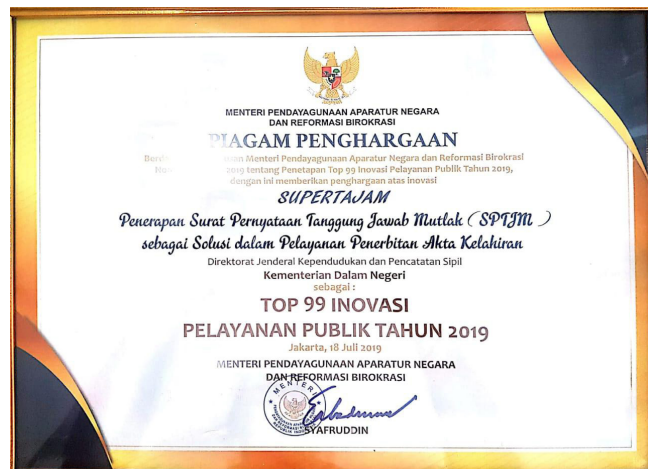 MENTERI PENDAYAGUNAAN APARATUR NEGARA
DAN REFORMASI BIROKRASI
PIAGAM PENGHARGAAN
Menteri Pendayagunaan Aparatur Negara dan Reformasi Birokrasi
2019 tentang Penetapan Top 99 Inovasi Pelayanan Publik Tahun 2019,
dengan ini memberikan penghargaan atas inovasi
SUPERTAJAM
Penerapan Surat Pernyataan Tanggung Jawab Mutlak (SPTJM)
sebagai Solusi dalam Pelayanan Penerbitan Akta Kelahiran
Direktorat Jenderal Kependudukan dan Pencatatan Sipil
Kementerian Dalam Negeri
sebagai :
TOP 99 INOVASI
PELAYANAN PUBLIK TAHUN 2019
Jakarta, 18 Juli 2019
MENTERI PENDAYAGUNAAN APARATUR NEGARA
DAN REFORMASI BIROKRASI
MENTERI
SYAFRUDDIN